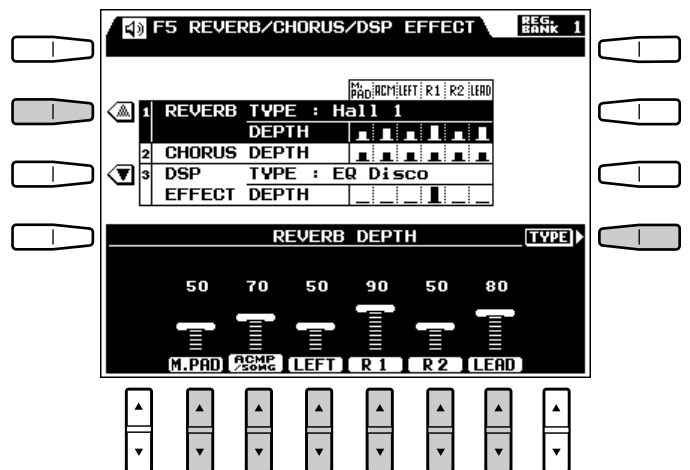 F5 REVERB/CHORUS/DSP EFFECT REG. BANK 1
M. PAD ACM LEFT R1 R2 LEAD
1 REVERB TYPE : Hall 1
DEPTH
2 CHORUS DEPTH
3 DSP TYPE : EQ Disco
EFFECT DEPTH
REVERB DEPTH TYPE
50 70 50 90 50 80
M.PAD ACMP /SONG LEFT R 1 R 2 LEAD